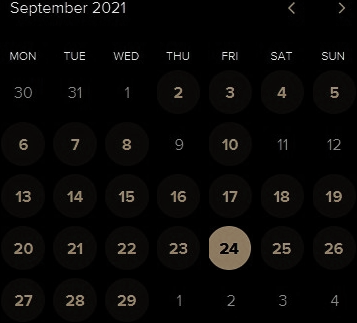 September 2021
MON TUE WED THU FRI SAT SUN
30 31 1 2 3 4 5
6 7 8 9 10 11 12
13 14 15 16 17 18 19
20 21 22 23 24 25 26
27 28 29 1 2 3 4